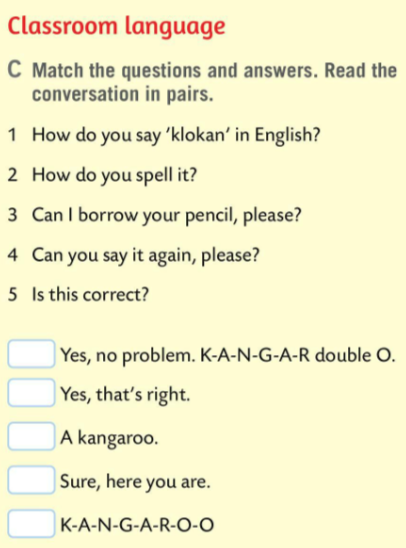 Classroom language
C Match the questions and answers. Read the
conversation in pairs.
1 How do you say ‘klokan’ in English?
2 How do you spell it?
3 Can I borrow your pencil, please?
4 Can you say it again, please?
5 Is this correct?
Yes, no problem. K-A-N-G-A-R double O.
Yes, that’s right.
A kangaroo.
Sure, here you are.
K-A-N-G-A-R-O-O